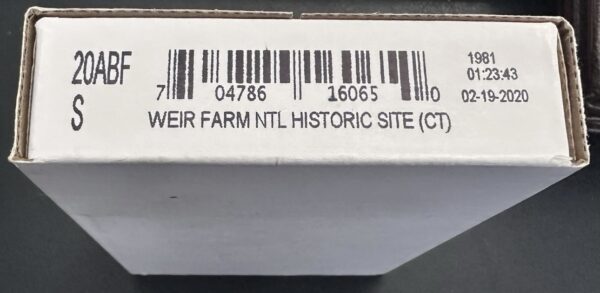 20ABF
S
7 04786 16065 0
1981
01:23:43
02-19-2020
WEIR FARM NTL HISTORIC SITE (CT)